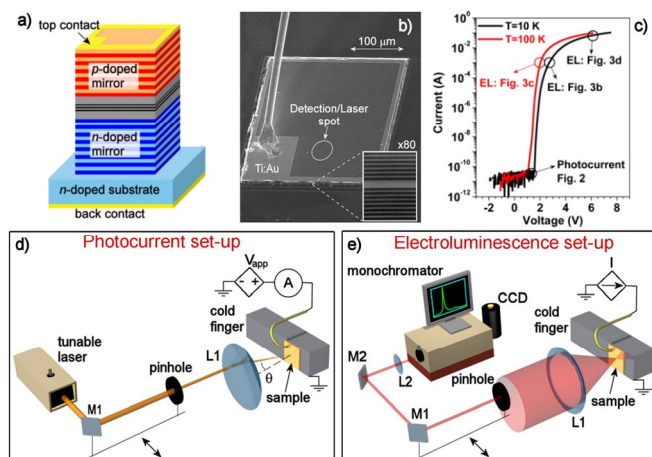 a)
top contact
p-doped
mirror
n-doped
mirror
n-doped substrate
back contact
b)
100 µm
Detection/Laser
spot
Ti:Au
x80
c)
T=10 K
T=100 K
EL: Fig. 3d
EL: Fig. 3c
EL: Fig. 3b
Photocurrent
Fig. 2
Current (A)
10⁻⁰
10⁻²
10⁻⁴
10⁻⁶
10⁻⁸
10⁻¹⁰
10⁻¹²
-2 0 2 4 6 8
Voltage (V)
d)
Photocurrent set-up
Vapp
- +
A
cold
finger
tunable
laser
pinhole
L1
θ
sample
M1
e)
Electroluminescence set-up
monochromator
I
CCD
cold
finger
M2
L2
pinhole
M1
L1
sample